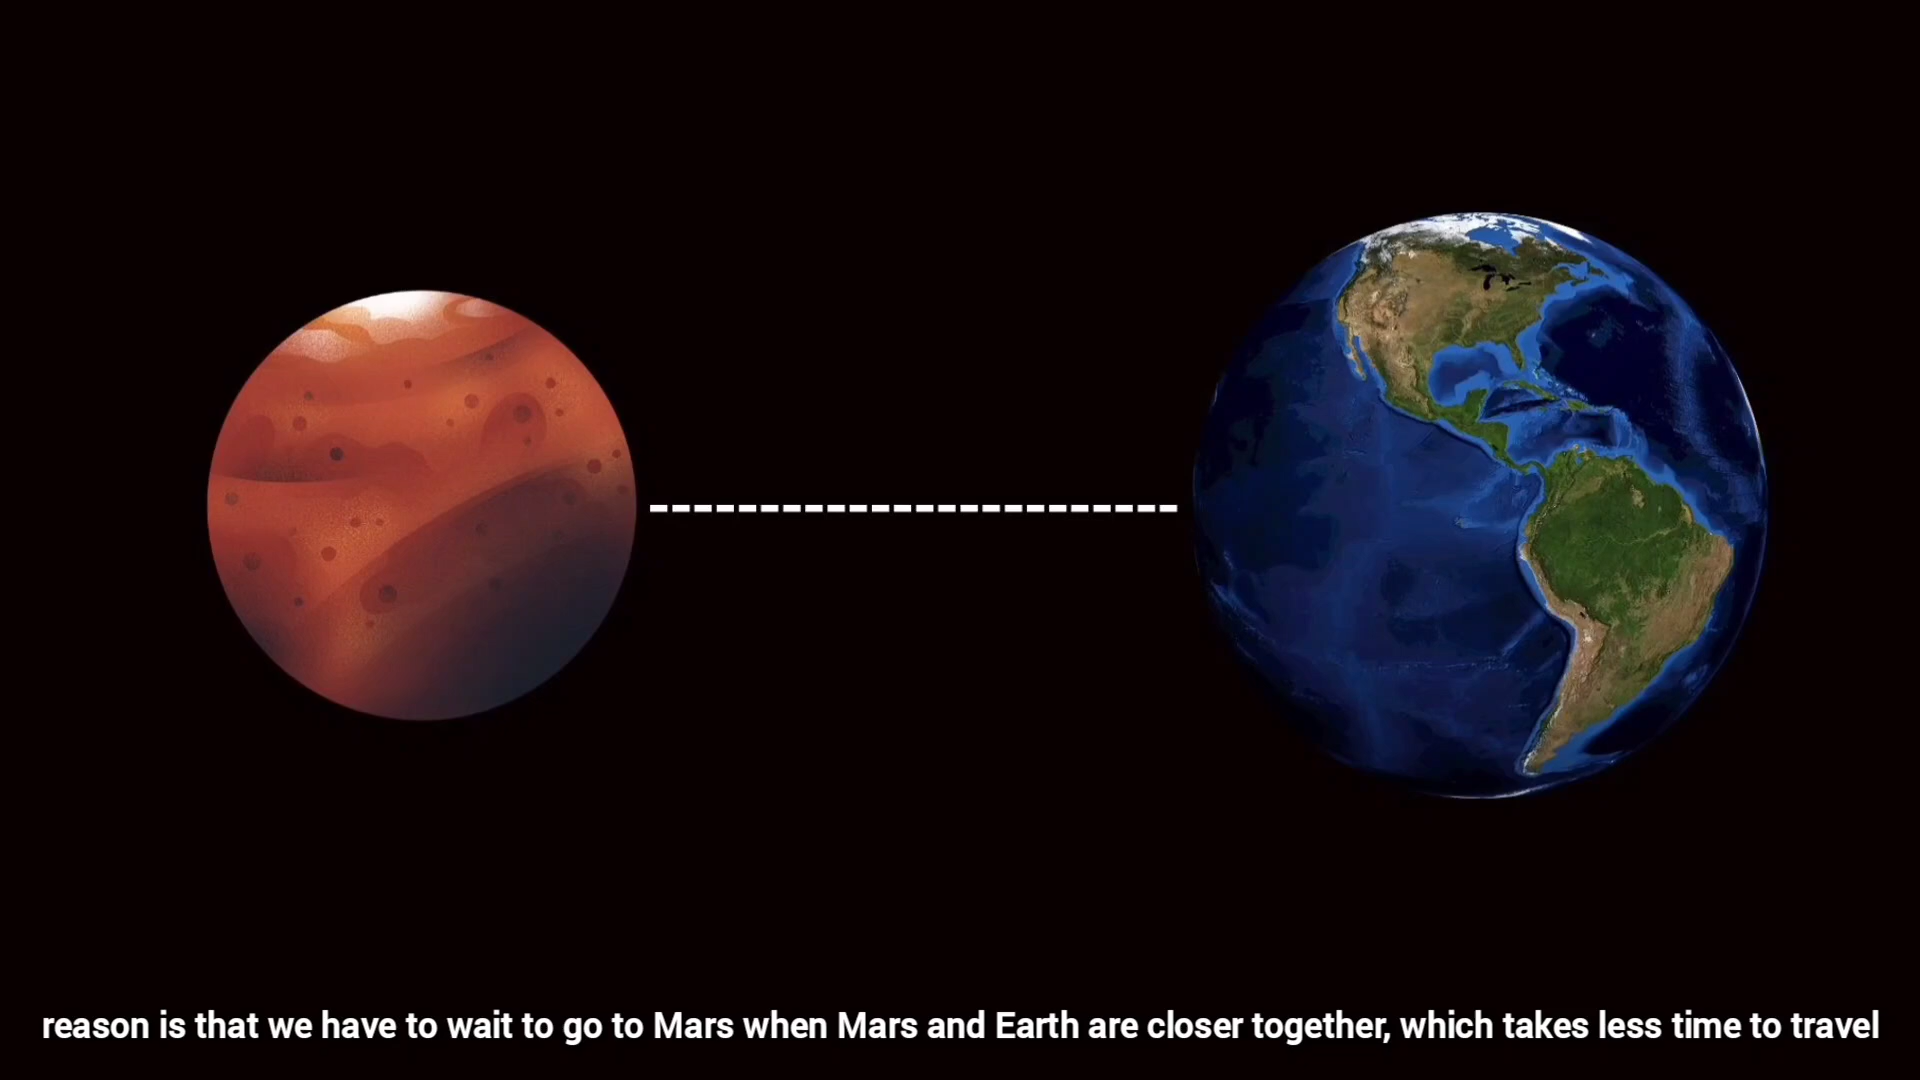 reason is that we have to wait to go to Mars when Mars and Earth are closer together, which takes less time to travel